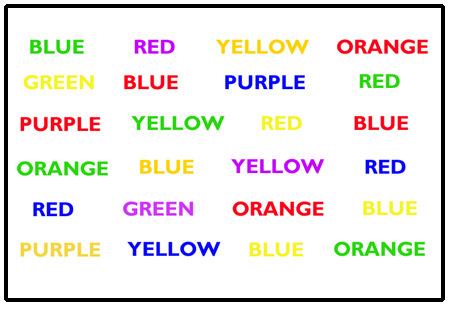 BLUE RED YELLOW ORANGE
GREEN BLUE PURPLE RED
PURPLE YELLOW RED BLUE
ORANGE BLUE YELLOW RED
RED GREEN ORANGE BLUE
PURPLE YELLOW BLUE ORANGE